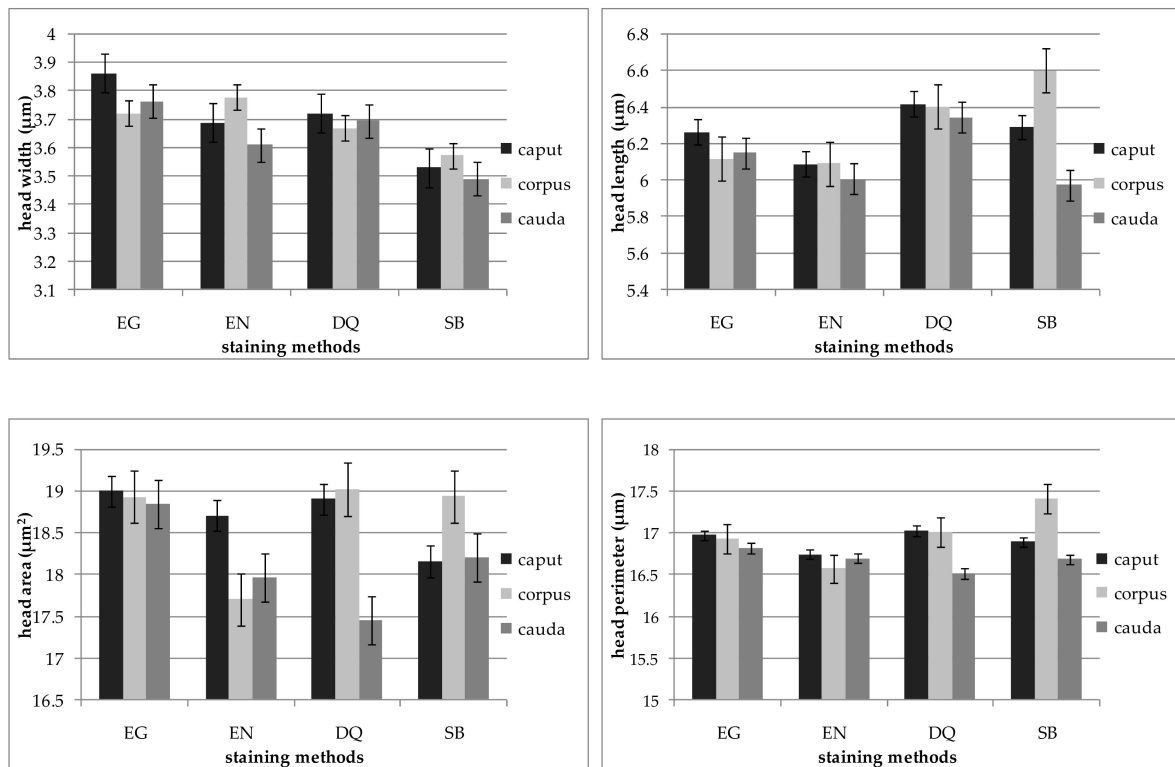 head width (µm)
4
3.9
3.8
3.7
3.6
3.5
3.4
3.3
3.2
3.1
EG EN DQ SB
staining methods
caput
corpus
cauda
head length (µm)
6.8
6.6
6.4
6.2
6
5.8
5.6
5.4
EG EN DQ SB
staining methods
caput
corpus
cauda
head area (µm²)
19.5
19
18.5
18
17.5
17
16.5
EG EN DQ SB
staining methods
caput
corpus
cauda
head perimeter (µm)
18
17.5
17
16.5
16
15.5
15
EG EN DQ SB
staining methods
caput
corpus
cauda